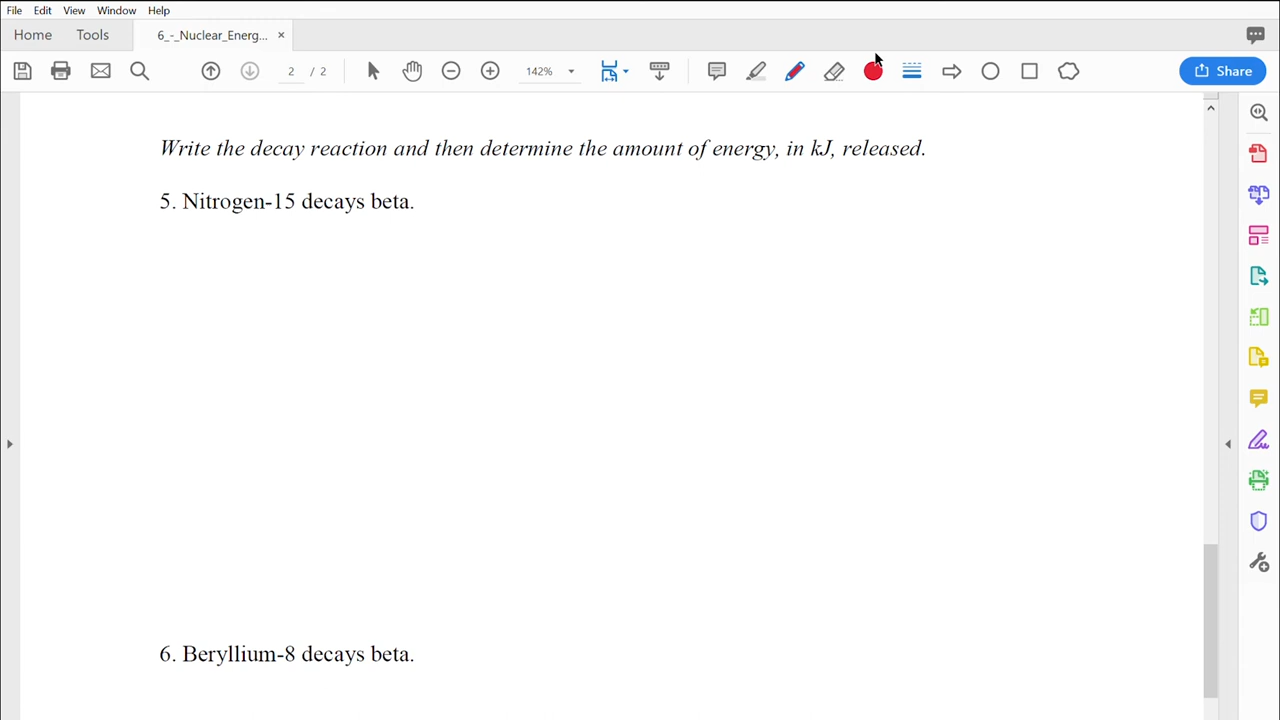 File Edit View Window Help
Home Tools 6_-_Nuclear_Energ... ×
2 / 2 142% Share
Write the decay reaction and then determine the amount of energy, in kJ, released.
5. Nitrogen-15 decays beta.
6. Beryllium-8 decays beta.